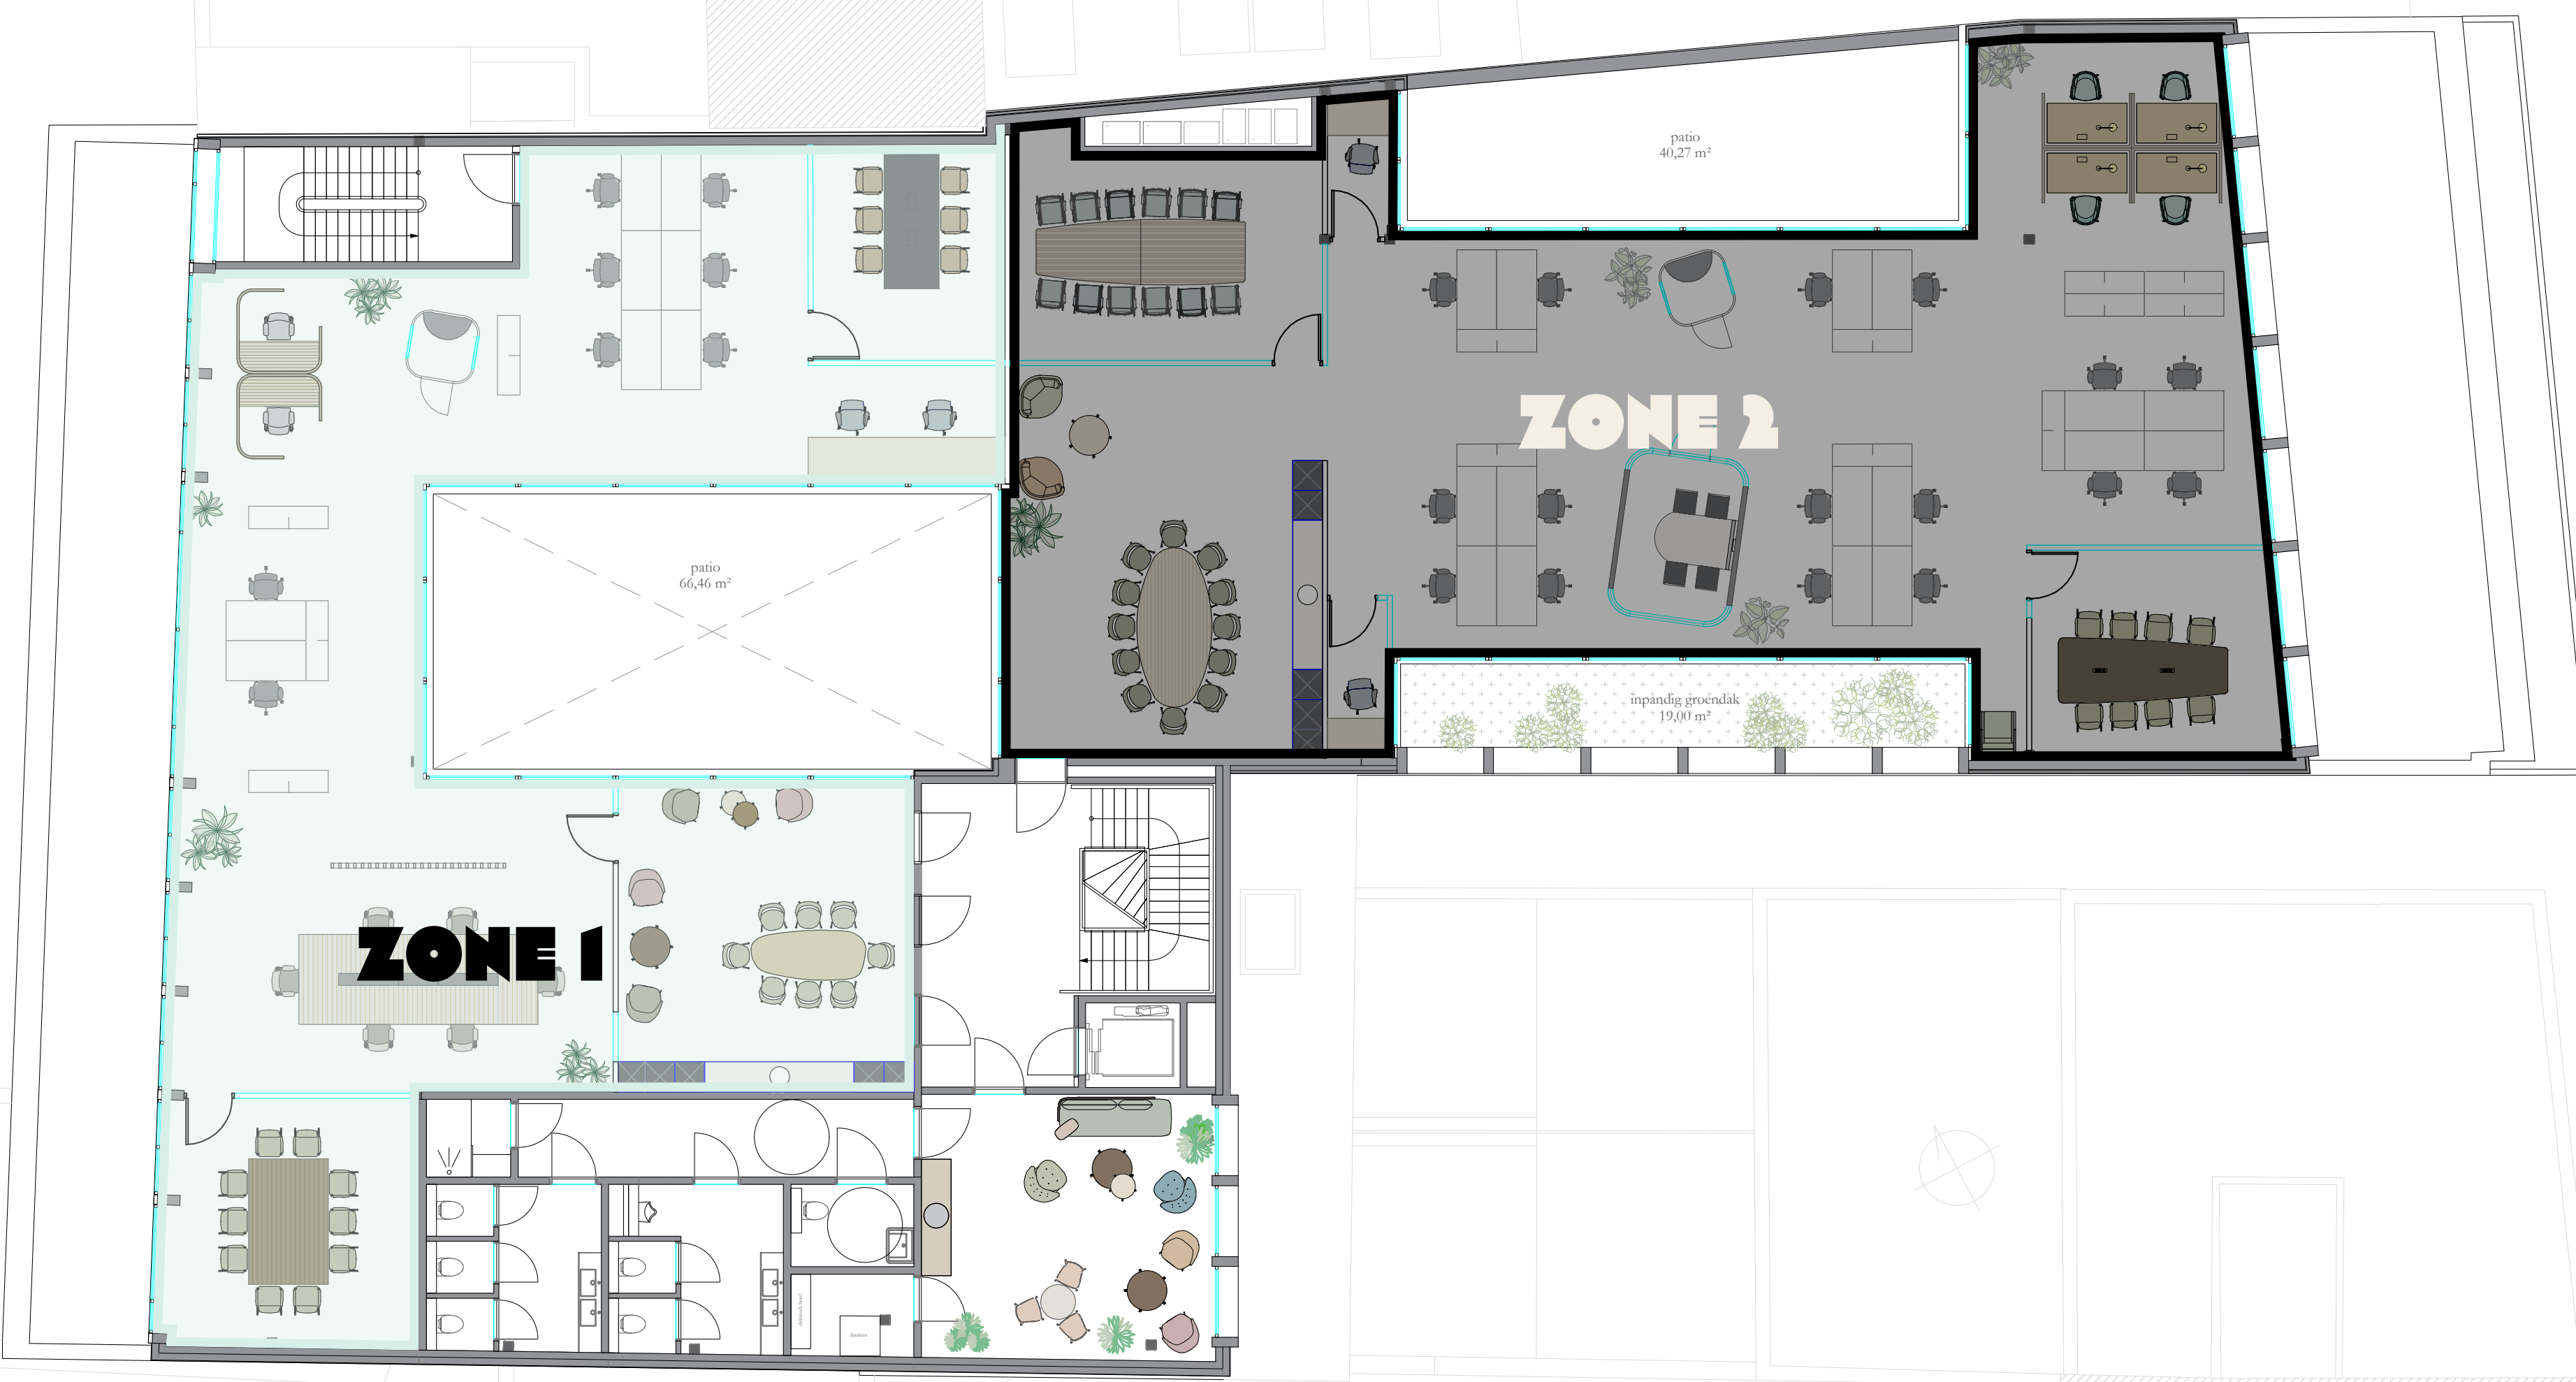 patio
40,27 m²
ZONE 2
patio
66,46 m²
inpandig groendak
19,00 m²
ZONE 1